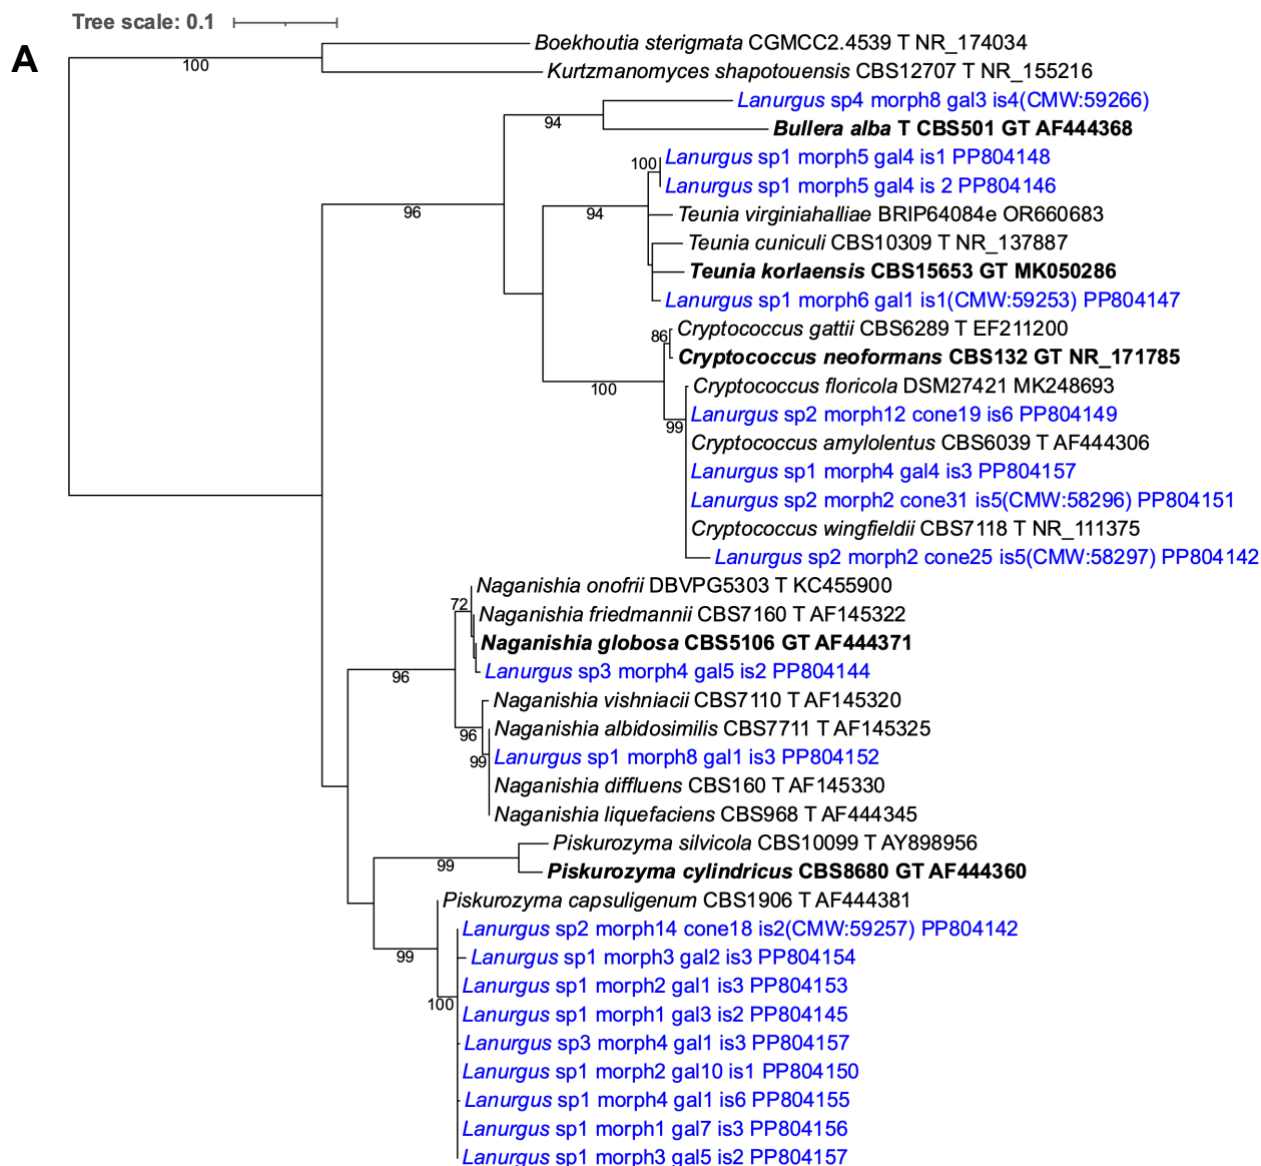 Tree scale: 0.1
A
Boekhoutia sterigmata CGMCC2.4539 T NR_174034
100
Kurtzmanomyces shapotouensis CBS12707 T NR_155216
Lanurgus sp4 morph8 gal3 is4(CMW:59266)
94
Bullera alba T CBS501 GT AF444368
Lanurgus sp1 morph5 gal4 is1 PP804148
100
Lanurgus sp1 morph5 gal4 is 2 PP804146
96
94
Teunia virginiahalliae BRIP64084e OR660683
Teunia cuniculi CBS10309 T NR_137887
Teunia korlaensis CBS15653 GT MK050286
Lanurgus sp1 morph6 gal1 is1(CMW:59253) PP804147
Cryptococcus gattii CBS6289 T EF211200
86
Cryptococcus neoformans CBS132 GT NR_171785
100
Cryptococcus floricola DSM27421 MK248693
Lanurgus sp2 morph12 cone19 is6 PP804149
99
Cryptococcus amylolentus CBS6039 T AF444306
Lanurgus sp1 morph4 gal4 is3 PP804157
Lanurgus sp2 morph2 cone31 is5(CMW:58296) PP804151
Cryptococcus wingfieldii CBS7118 T NR_111375
Lanurgus sp2 morph2 cone25 is5(CMW:58297) PP804142
Naganishia onofrii DBVPG5303 T KC455900
72
Naganishia friedmannii CBS7160 T AF145322
Naganishia globosa CBS5106 GT AF444371
96
Lanurgus sp3 morph4 gal5 is2 PP804144
Naganishia vishniacii CBS7110 T AF145320
96
Naganishia albidosimilis CBS7711 T AF145325
99
Lanurgus sp1 morph8 gal1 is3 PP804152
Naganishia diffluens CBS160 T AF145330
Naganishia liquefaciens CBS968 T AF444345
Piskurozyma silvicola CBS10099 T AY898956
99
Piskurozyma cylindricus CBS8680 GT AF444360
Piskurozyma capsuligenum CBS1906 T AF444381
Lanurgus sp2 morph14 cone18 is2(CMW:59257) PP804142
99
Lanurgus sp1 morph3 gal2 is3 PP804154
Lanurgus sp1 morph2 gal1 is3 PP804153
100
Lanurgus sp1 morph1 gal3 is2 PP804145
Lanurgus sp3 morph4 gal1 is3 PP804157
Lanurgus sp1 morph2 gal10 is1 PP804150
Lanurgus sp1 morph4 gal1 is6 PP804155
Lanurgus sp1 morph1 gal7 is3 PP804156
Lanurgus sp1 morph3 gal5 is2 PP804157